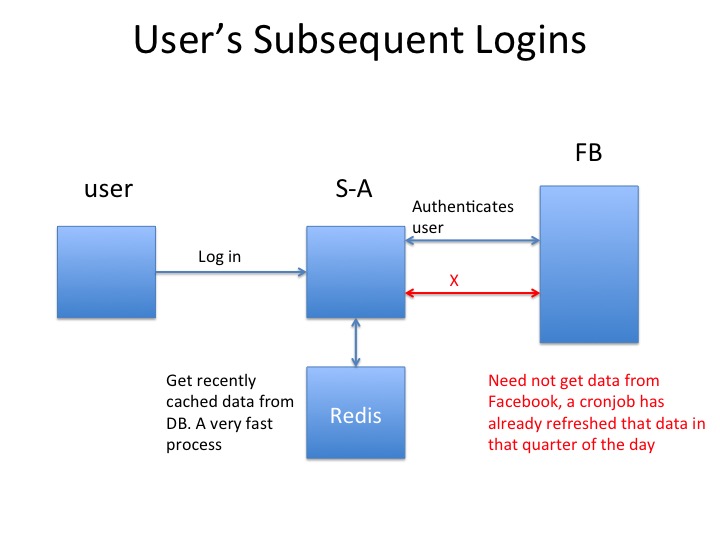 User’s Subsequent Logins
FB
user
S-A
Authenticates
user
Log in
X
Get recently
cached data from
DB. A very fast
process
Redis
Need not get data from
Facebook, a cronjob has
already refreshed that data in
that quarter of the day